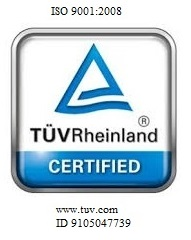 ISO 9001:2008
®
TÜVRheinland
CERTIFIED
www.tuv.com
ID 9105047739